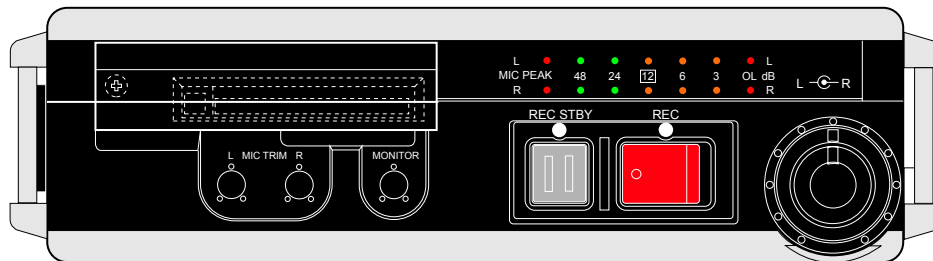 L L
MIC PEAK 48 24 12 6 3 OL dB
R R
L R
REC STBY REC
L MIC TRIM R MONITOR